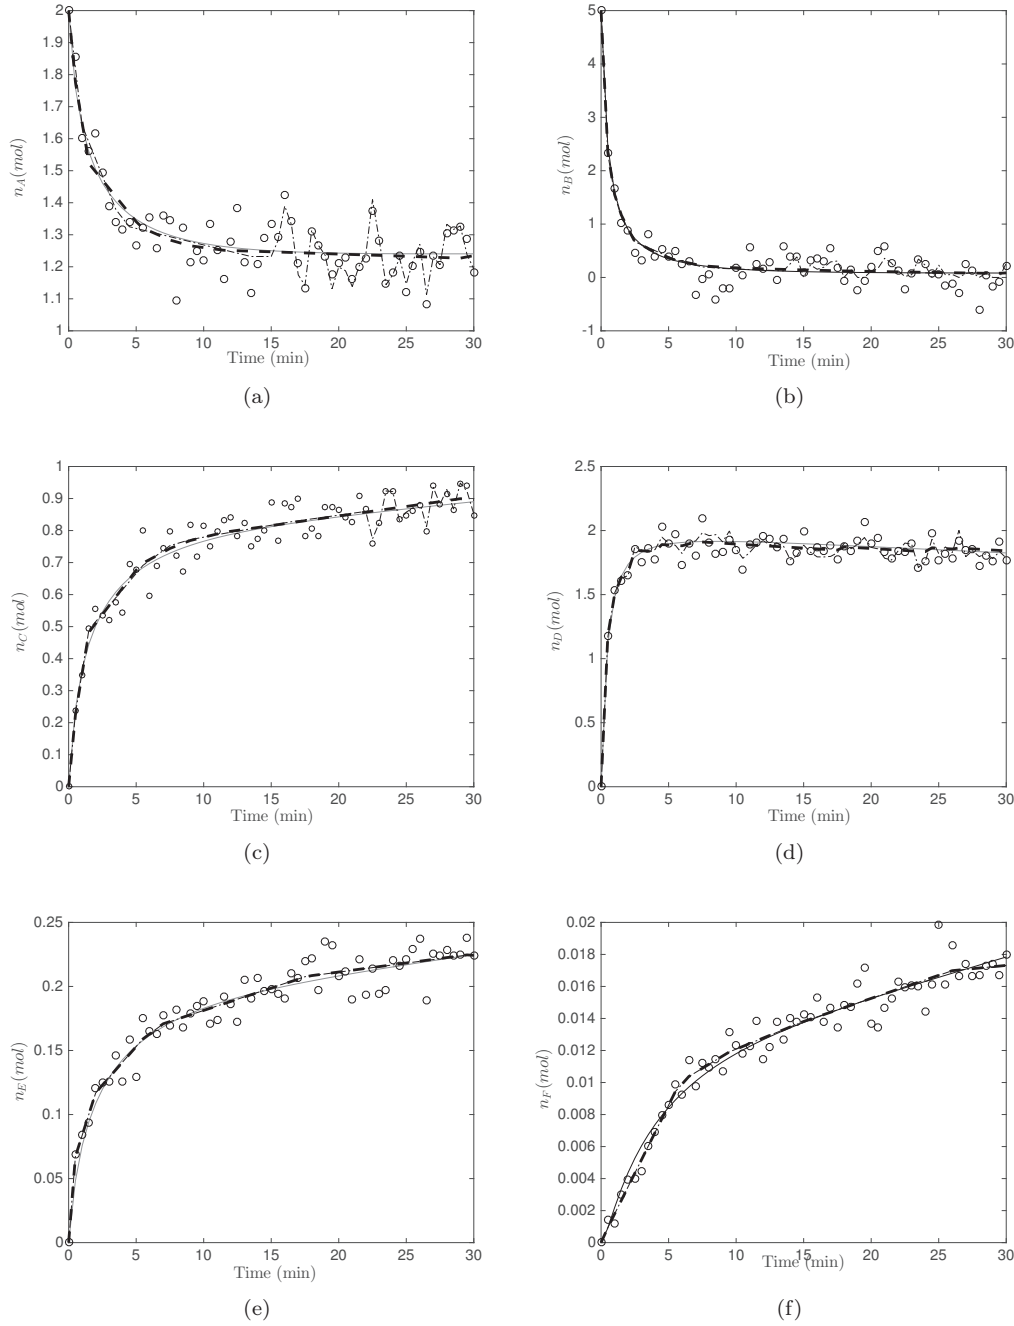 2
1.9
1.8
1.7
1.6
1.5
1.4
1.3
1.2
1.1
1
n_A(mol)
0 5 10 15 20 25 30
Time (min)
(a)
5
4
3
2
1
0
-1
n_B(mol)
0 5 10 15 20 25 30
Time (min)
(b)
1
0.9
0.8
0.7
0.6
0.5
0.4
0.3
0.2
0.1
0
n_C(mol)
0 5 10 15 20 25 30
Time (min)
(c)
2.5
2
1.5
1
0.5
0
n_D(mol)
0 5 10 15 20 25 30
Time (min)
(d)
0.25
0.2
0.15
0.1
0.05
0
n_E(mol)
0 5 10 15 20 25 30
Time (min)
(e)
0.02
0.018
0.016
0.014
0.012
0.01
0.008
0.006
0.004
0.002
0
n_F(mol)
0 5 10 15 20 25 30
Time (min)
(f)